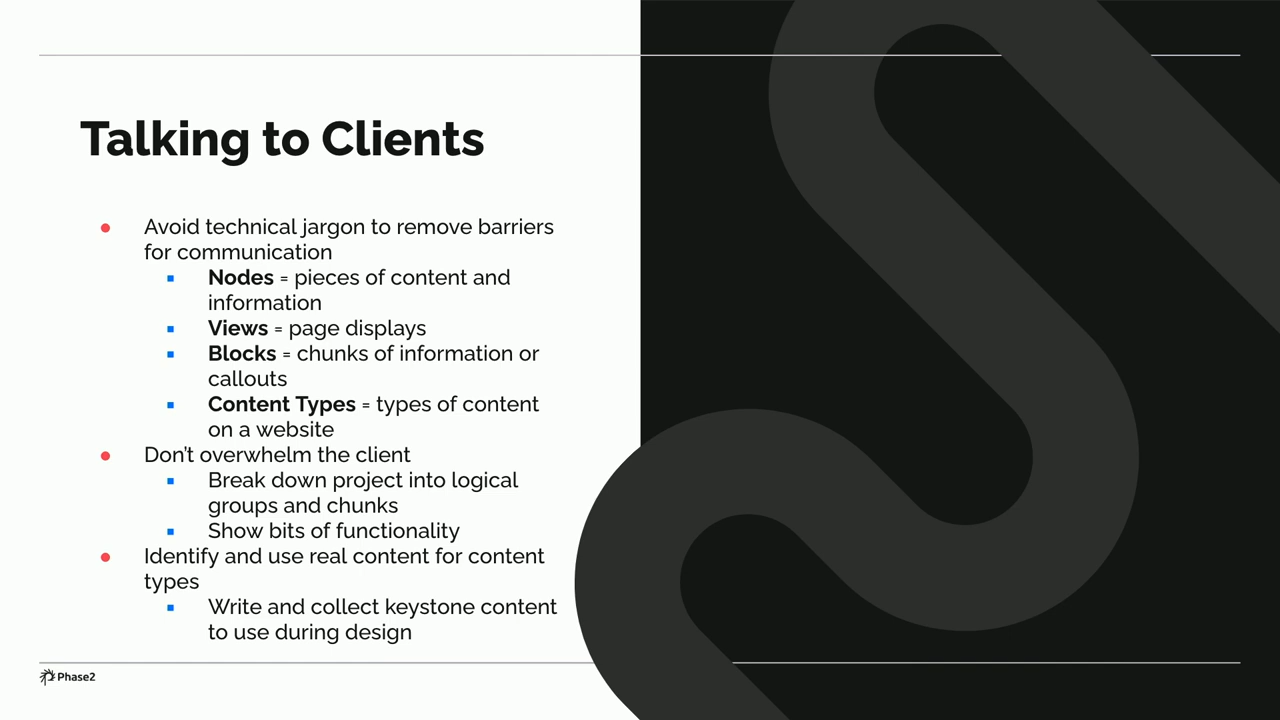 Talking to Clients
● Avoid technical jargon to remove barriers
for communication
▪ Nodes = pieces of content and
information
▪ Views = page displays
▪ Blocks = chunks of information or
callouts
▪ Content Types = types of content
on a website
● Don’t overwhelm the client
▪ Break down project into logical
groups and chunks
▪ Show bits of functionality
● Identify and use real content for content
types
▪ Write and collect keystone content
to use during design
Phase2